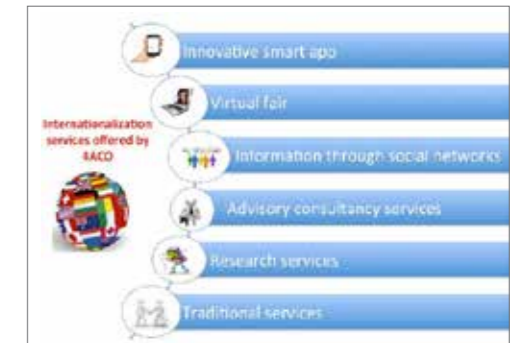 Innovative smart app
Virtual fair
Internationalization
services offered by
RACO
Information through social networks
Advisory consultancy services
Research services
Traditional services